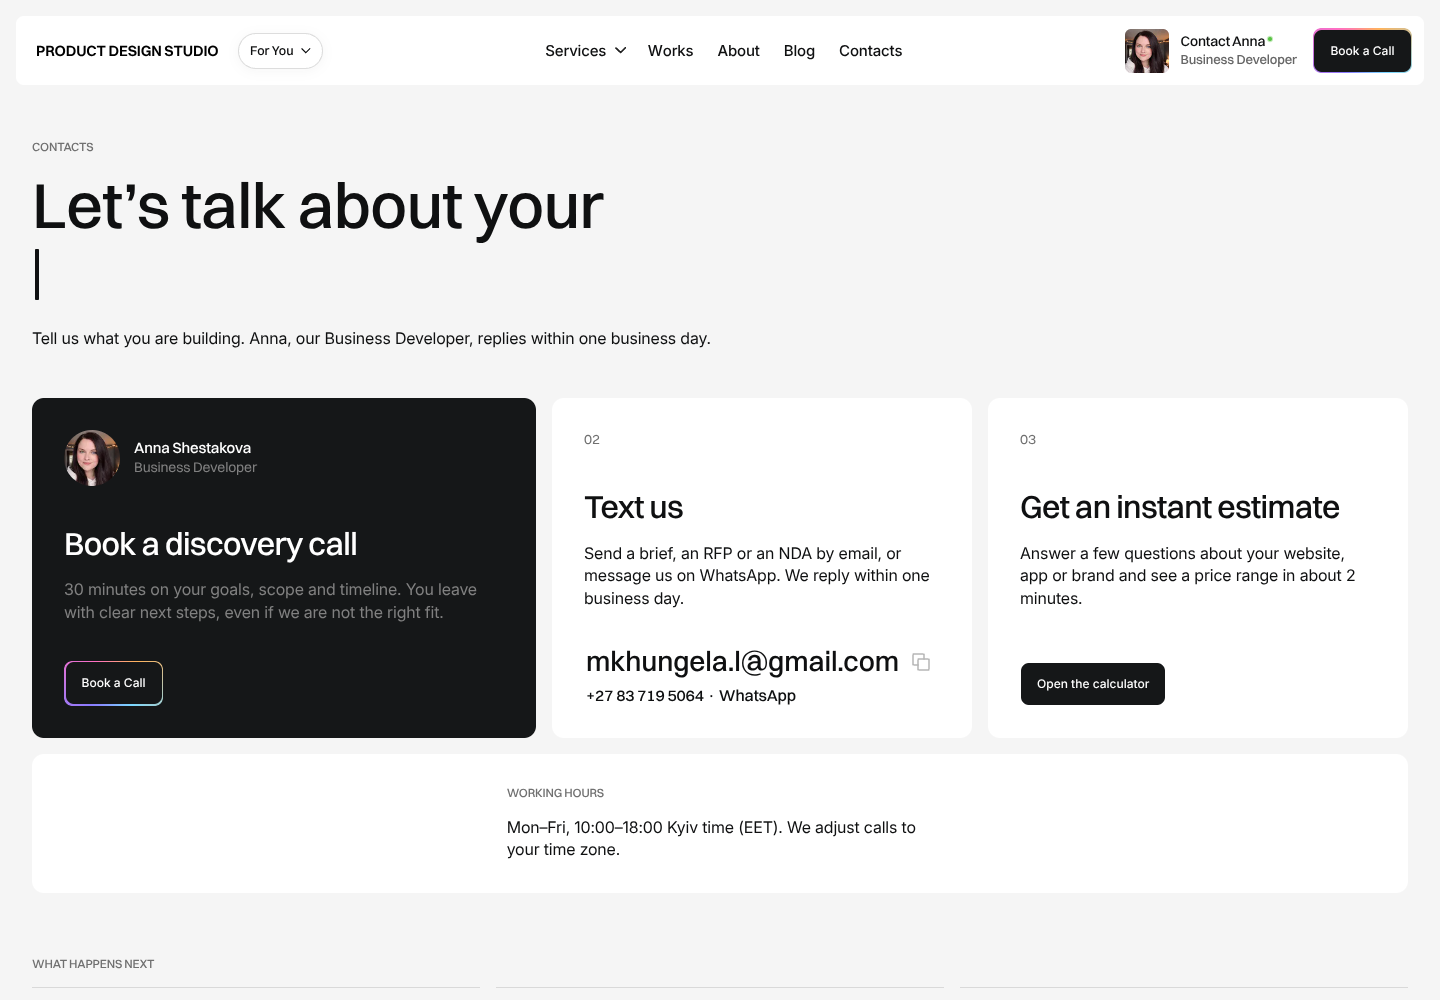 PRODUCT DESIGN STUDIO
For You
Services
Works
About
Blog
Contacts
Contact Anna
Business Developer
Book a Call
CONTACTS
Let’s talk about your
Tell us what you are building. Anna, our Business Developer, replies within one business day.
Anna Shestakova
Business Developer
Book a discovery call
30 minutes on your goals, scope and timeline. You leave
with clear next steps, even if we are not the right fit.
Book a Call
02
Text us
Send a brief, an RFP or an NDA by email, or
message us on WhatsApp. We reply within one
business day.
mkhungela.l@gmail.com
+27 83 719 5064 · WhatsApp
03
Get an instant estimate
Answer a few questions about your website,
app or brand and see a price range in about 2
minutes.
Open the calculator
WORKING HOURS
Mon–Fri, 10:00–18:00 Kyiv time (EET). We adjust calls to
your time zone.
WHAT HAPPENS NEXT